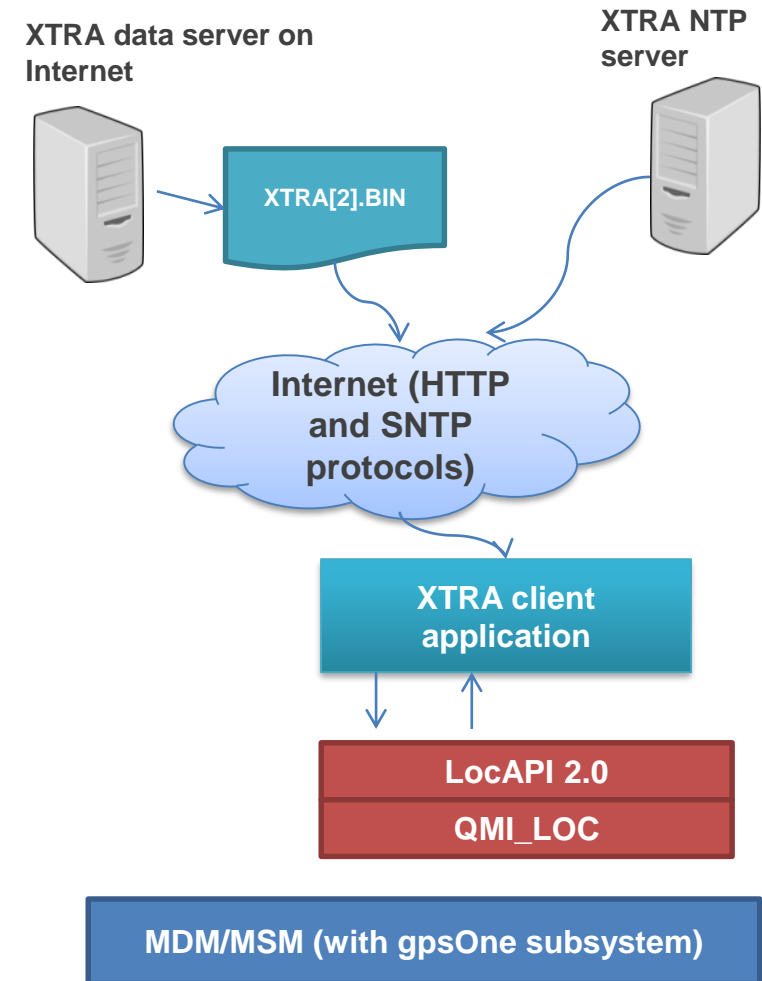 XTRA data server on
Internet
XTRA NTP
server
XTRA[2].BIN
Internet (HTTP
and SNTP
protocols)
XTRA client
application
LocAPI 2.0
QMI_LOC
MDM/MSM (with gpsOne subsystem)